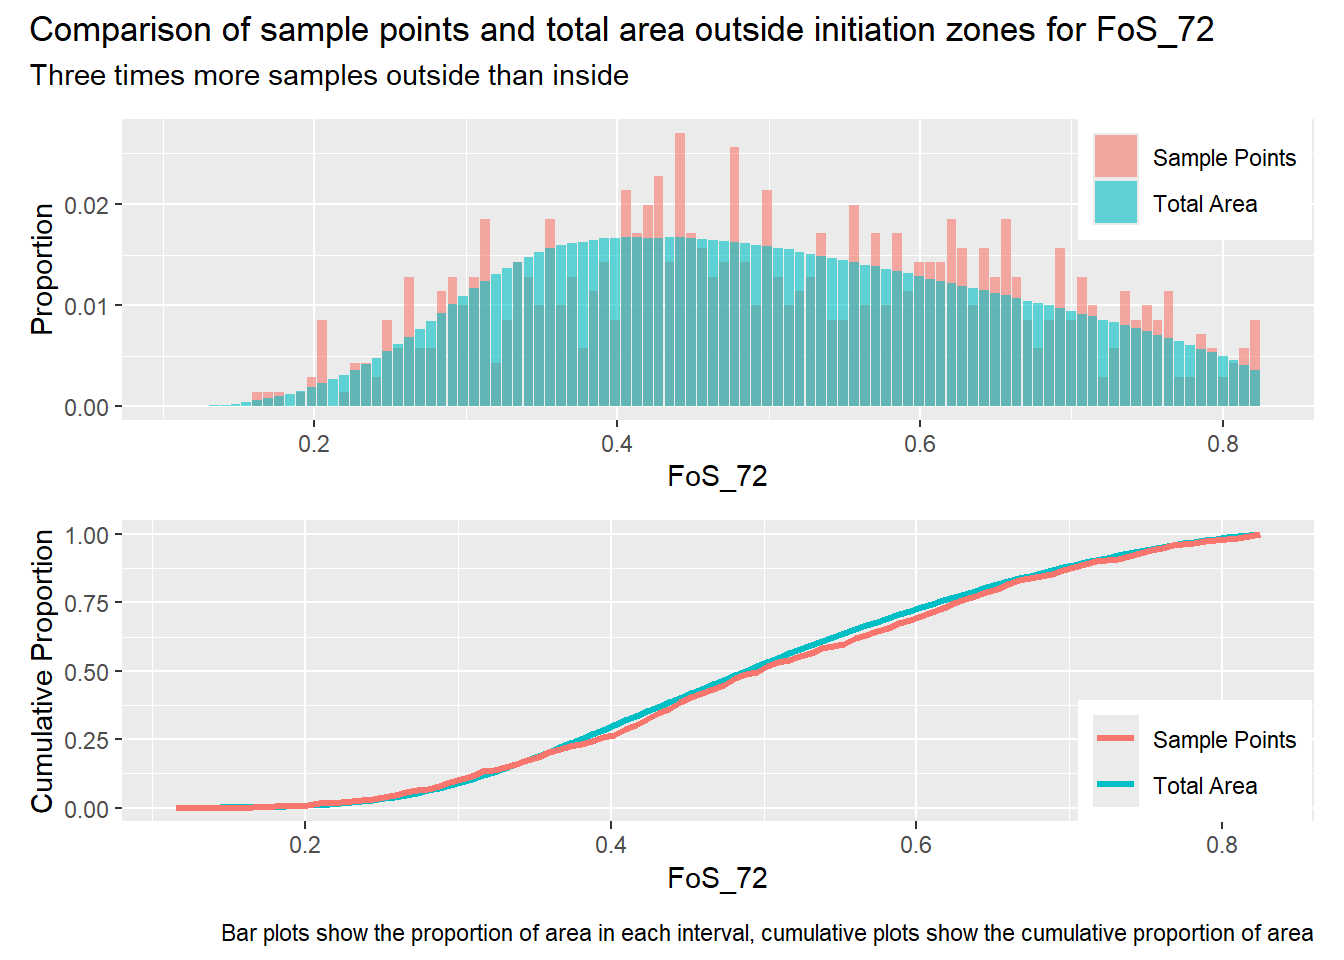 Comparison of sample points and total area outside initiation zones for FoS_72
Three times more samples outside than inside
Sample Points
Total Area
Proportion
0.02
0.01
0.00
0.2 0.4 0.6 0.8
FoS_72
Cumulative Proportion
1.00
0.75
0.50
0.25
0.00
Sample Points
Total Area
0.2 0.4 0.6 0.8
FoS_72
Bar plots show the proportion of area in each interval, cumulative plots show the cumulative proportion of area